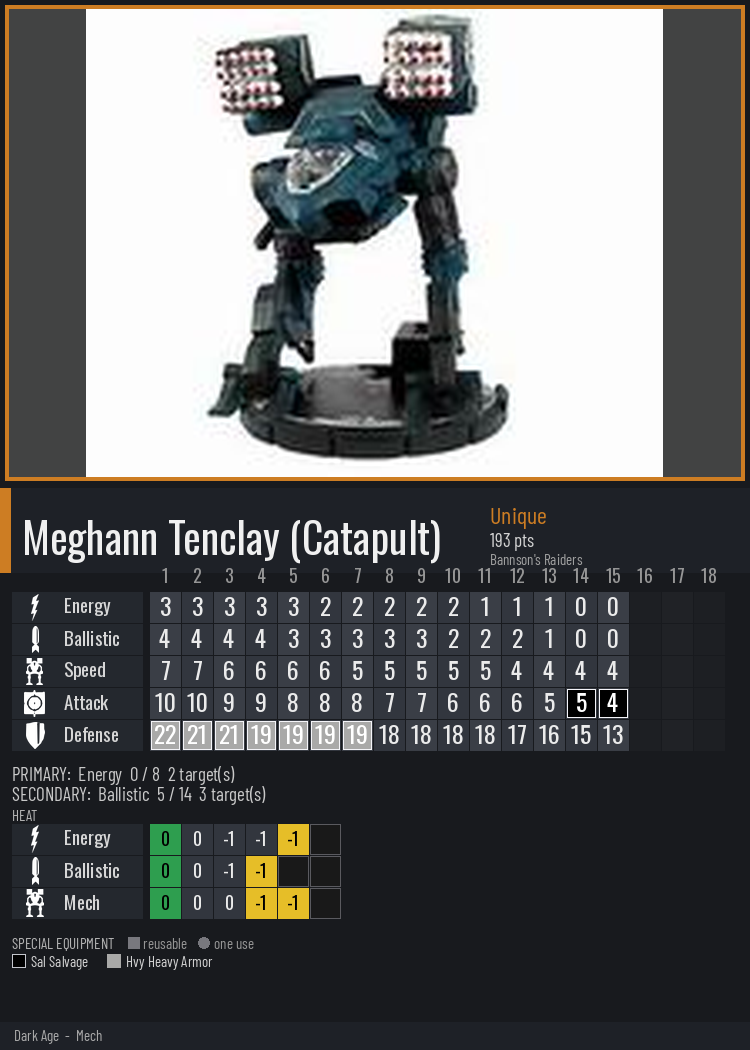 Meghann Tenclay (Catapult)
Unique
193 pts
Bannson's Raiders
1 2 3 4 5 6 7 8 9 10 11 12 13 14 15 16 17 18
Energy 3 3 3 3 3 2 2 2 2 2 1 1 1 0 0
Ballistic 4 4 4 4 3 3 3 3 3 2 2 2 1 0 0
Speed 7 7 6 6 6 6 5 5 5 5 5 4 4 4 4
Attack 10 10 9 9 8 8 8 7 7 6 6 6 5 5 4
Defense 22 21 21 19 19 19 19 18 18 18 18 17 16 15 13
PRIMARY: Energy 0 / 8 2 target(s)
SECONDARY: Ballistic 5 / 14 3 target(s)
HEAT
Energy 0 0 -1 -1 -1
Ballistic 0 0 -1 -1
Mech 0 0 0 -1 -1
SPECIAL EQUIPMENT reusable one use
Sal Salvage Hvy Heavy Armor
Dark Age - Mech